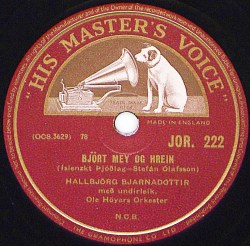 "HIS MASTER'S VOICE"
MADE IN ENGLAND
(OCS.3629) 78
JOR. 222
BJÖRT MEY OG HREIN
(Íslenzkt Þjóðlag—Stefán Ólafsson)
HALLBJÖRG BJARNADÓTTIR
með undirleik,
Ole Höyers Orkester
N.C.B.